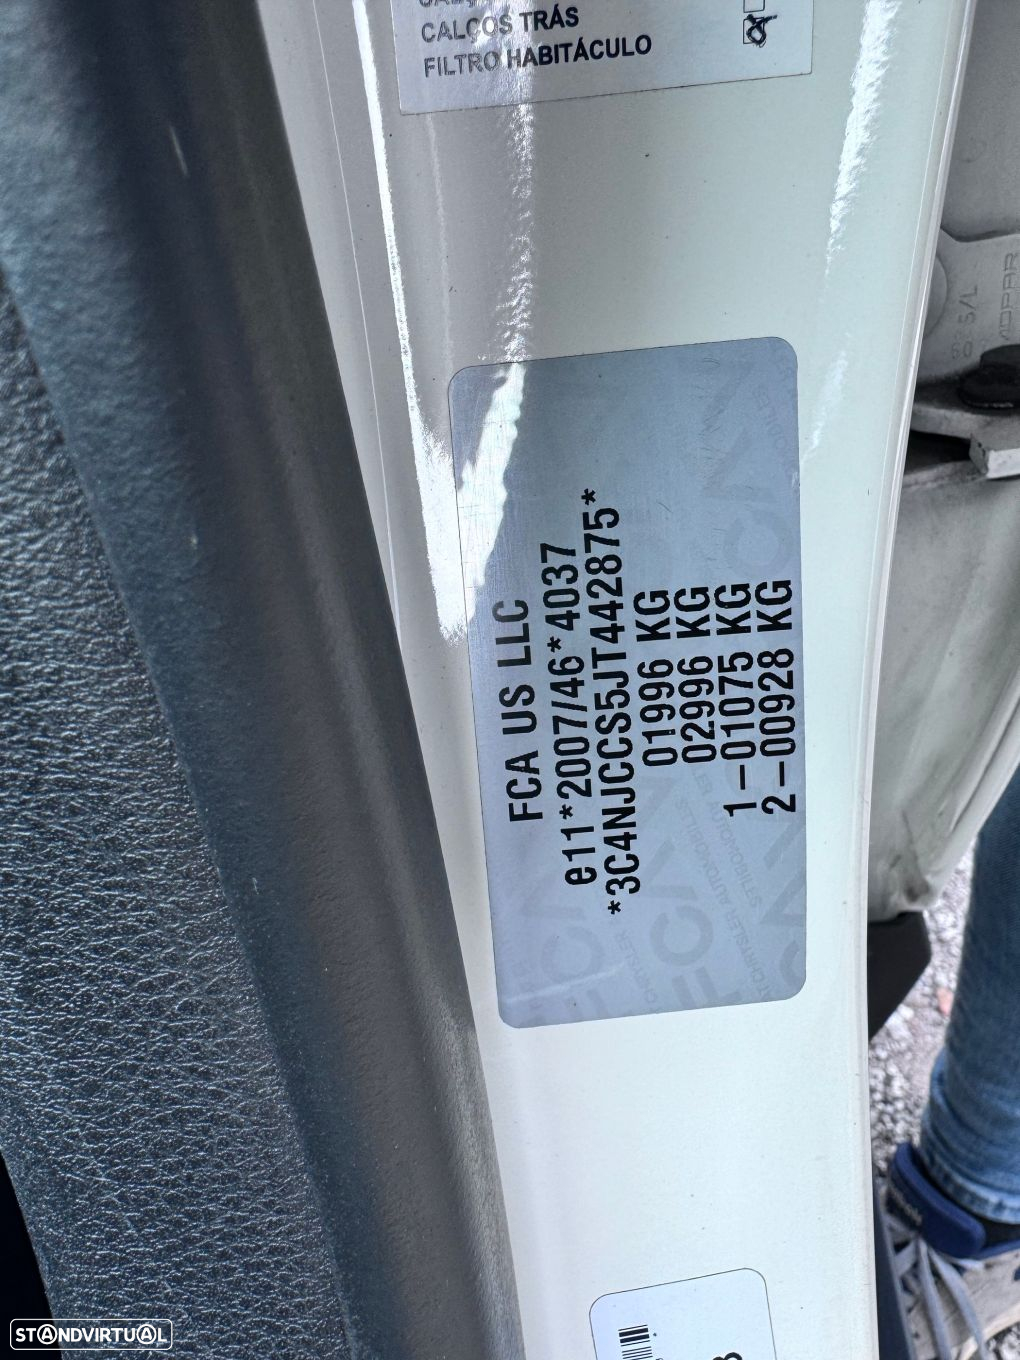 CALÇOS TRÁS
FILTRO HABITÁCULO
FCA US LLC
e11*2007/46*4037
*3C4NJCCS5JT442875*
01996 KG
02996 KG
1-01075 KG
2-00928 KG
MOPAR
STANDVIRTUAL